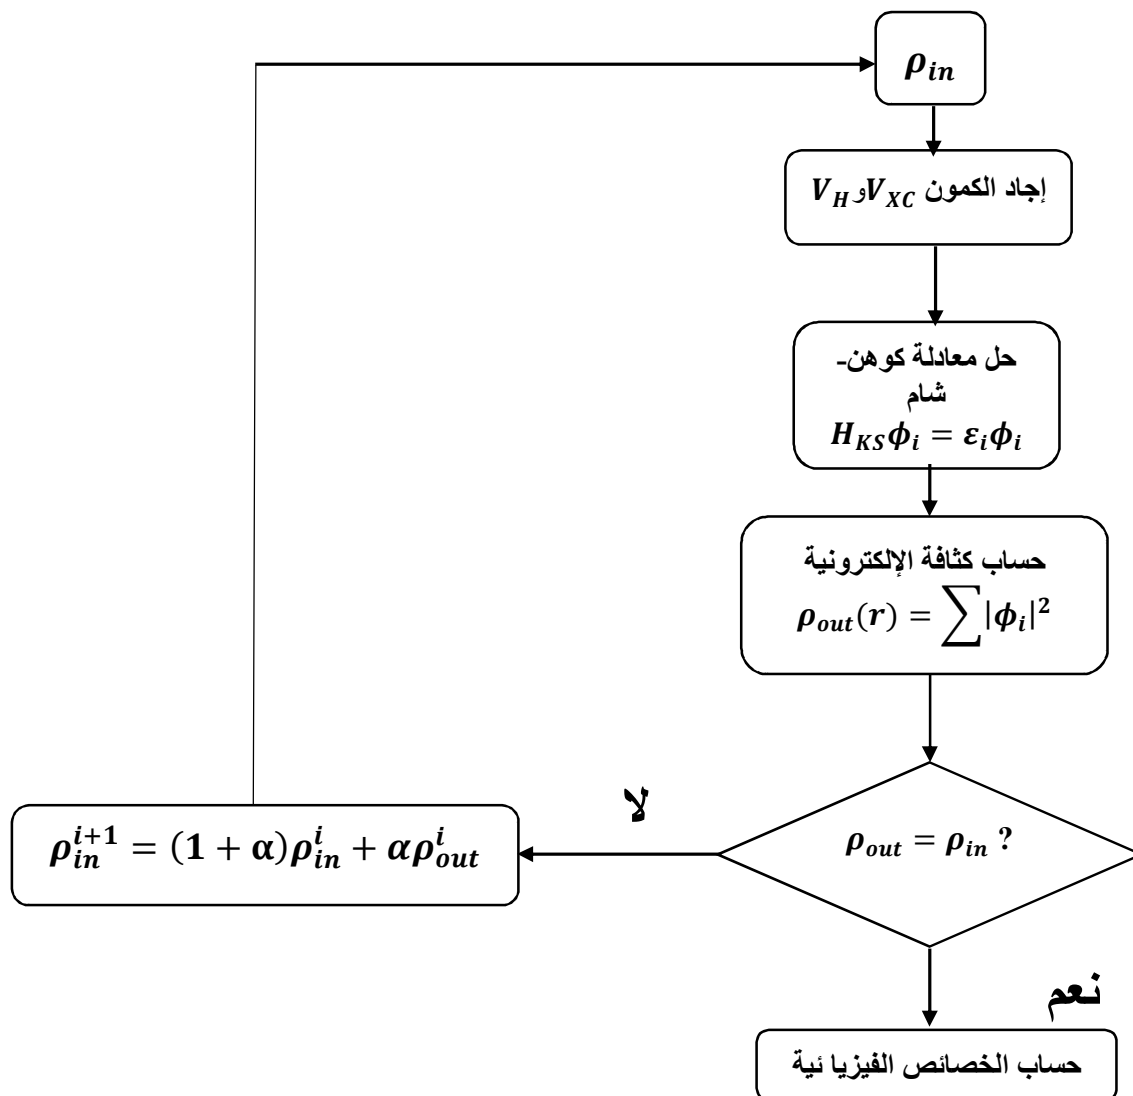 ρ_in
إجاد الكمون V_XC و V_H
حل معادلة كوهن-
شام
H_KS ϕ_i = ε_i ϕ_i
حساب كثافة الإلكترونية
ρ_out(r) = ∑|ϕ_i|²
ρ_out = ρ_in ?
لا
ρ_in^{i+1} = (1 + α)ρ_in^i + αρ_out^i
نعم
حساب الخصائص الفيزيا ئية